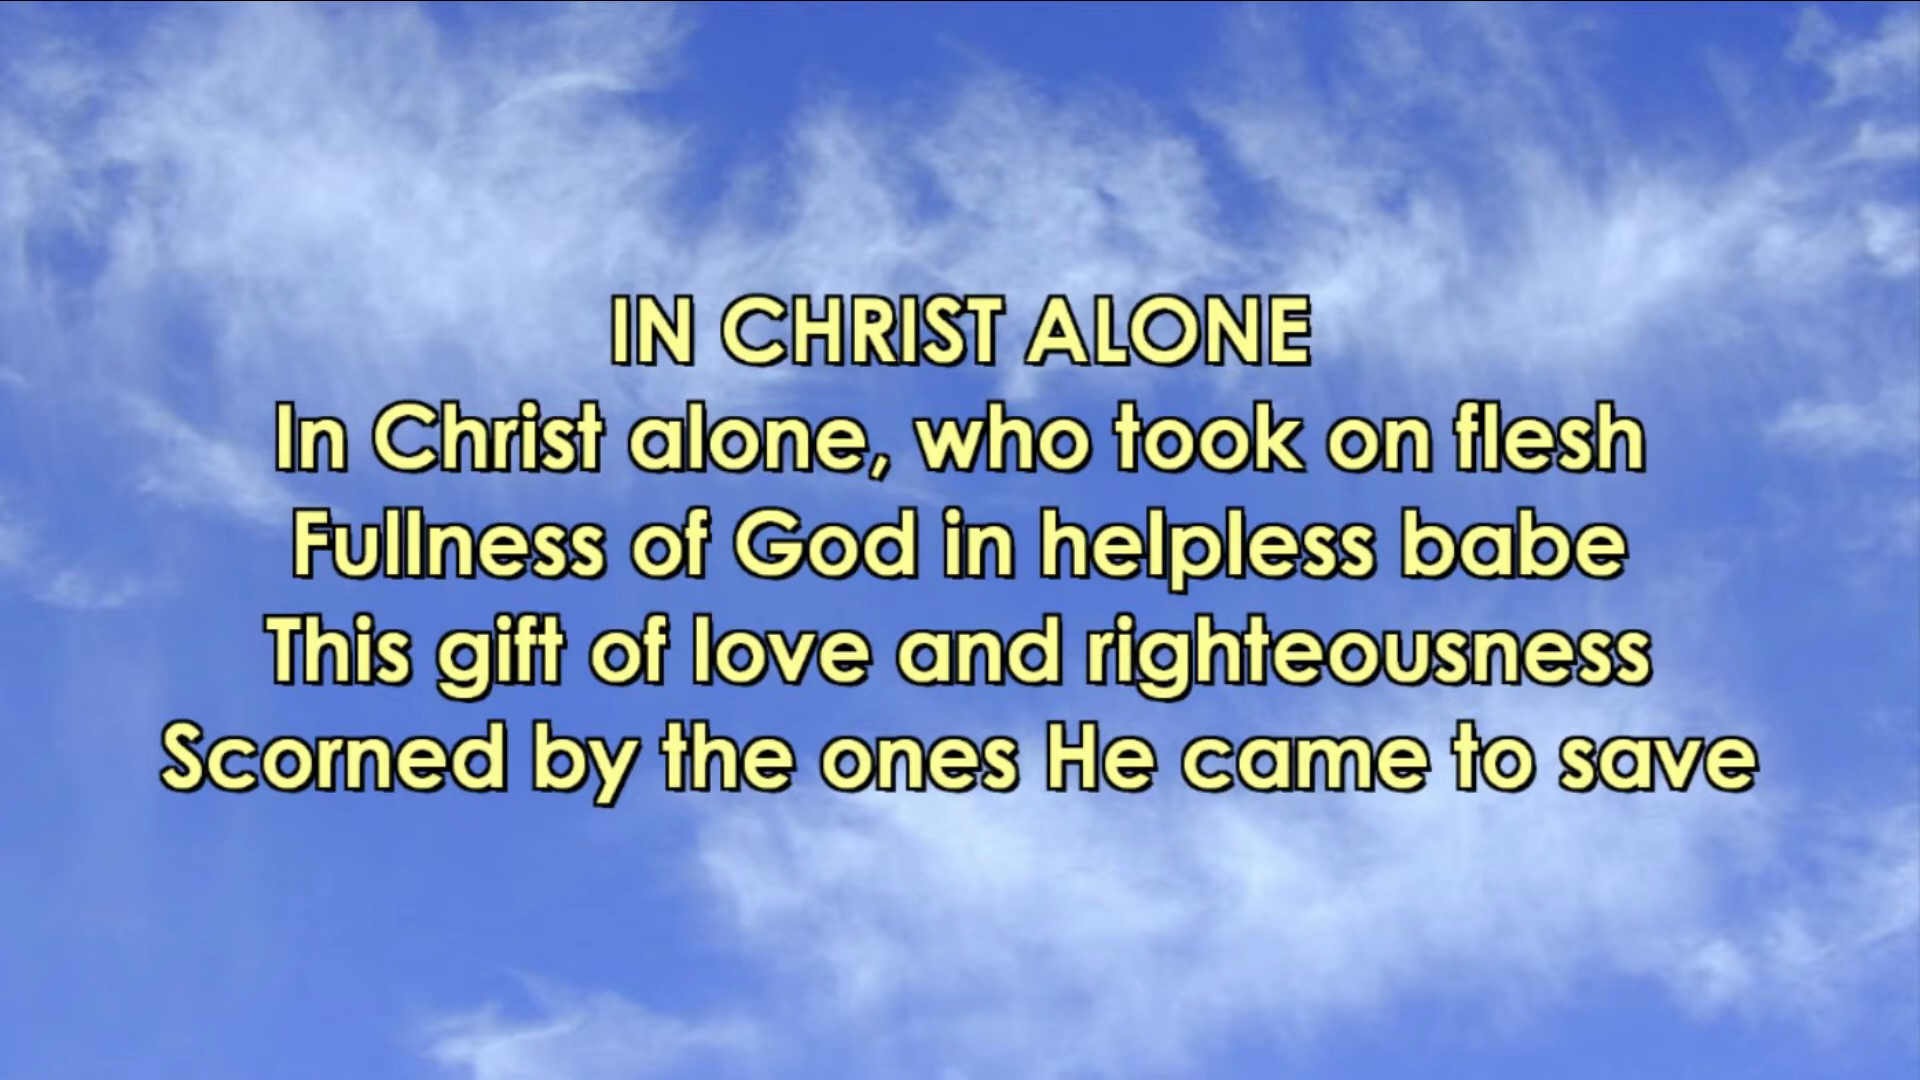 IN CHRIST ALONE
In Christ alone, who took on flesh
Fullness of God in helpless babe
This gift of love and righteousness
Scorned by the ones He came to save